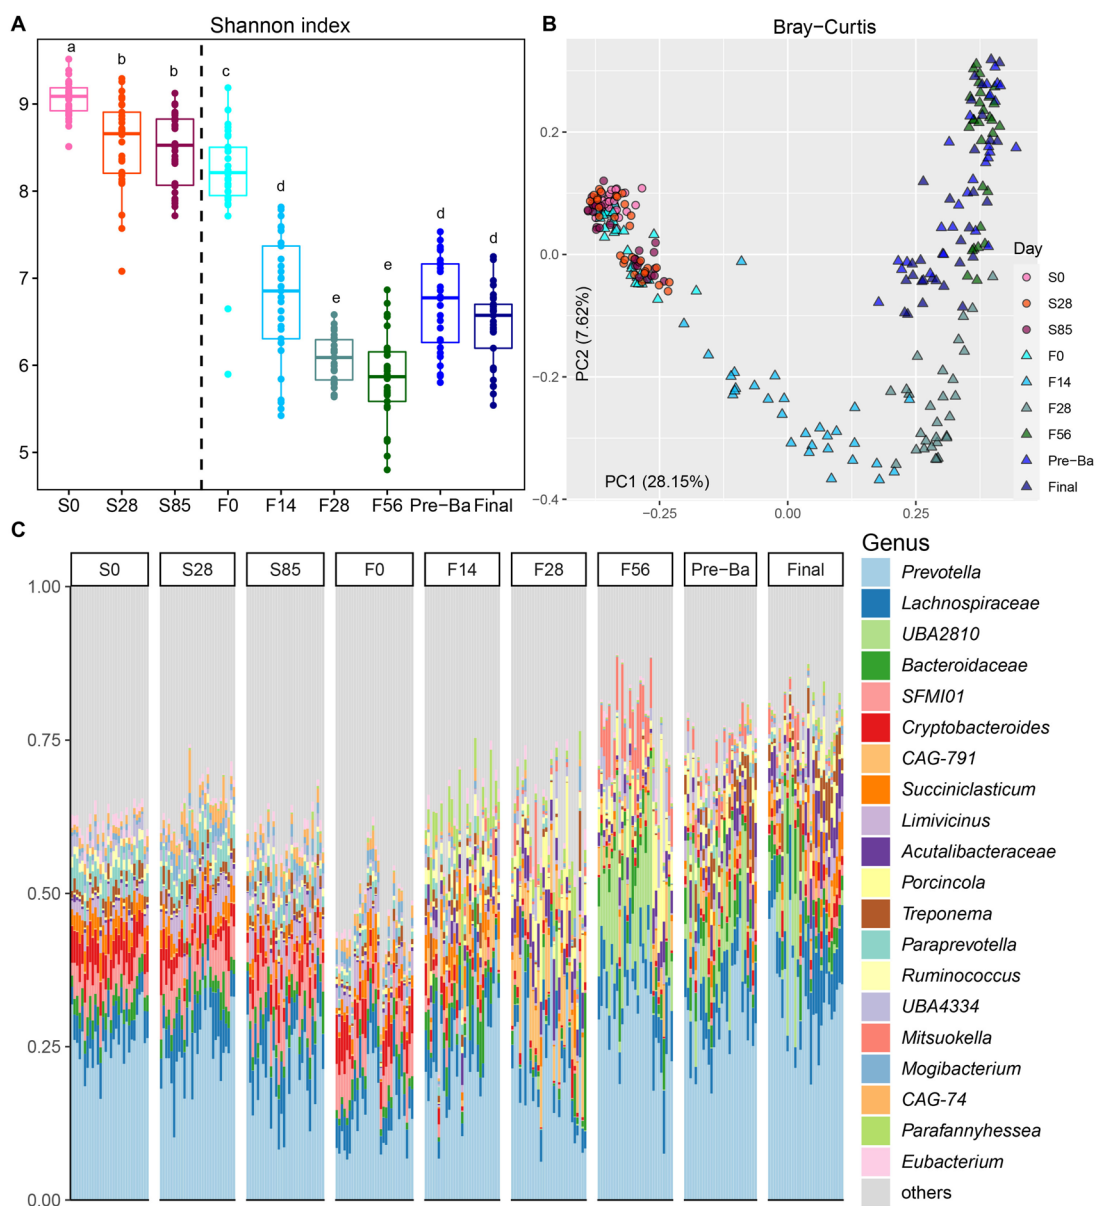 A
Shannon index
a
b
b
c
d
e
e
d
d
9
8
7
6
5
S0
S28
S85
F0
F14
F28
F56
Pre−Ba
Final
B
Bray−Curtis
0.2
0.0
−0.2
−0.4
PC2 (7.62%)
PC1 (28.15%)
−0.25
0.00
0.25
Day
S0
S28
S85
F0
F14
F28
F56
Pre−Ba
Final
C
S0
S28
S85
F0
F14
F28
F56
Pre−Ba
Final
1.00
0.75
0.50
0.25
0.00
Genus
Prevotella
Lachnospiraceae
UBA2810
Bacteroidaceae
SFMI01
Cryptobacteroides
CAG-791
Succiniclasticum
Limivicinus
Acutalibacteraceae
Porcincola
Treponema
Paraprevotella
Ruminococcus
UBA4334
Mitsuokella
Mogibacterium
CAG-74
Parafannyhessea
Eubacterium
others